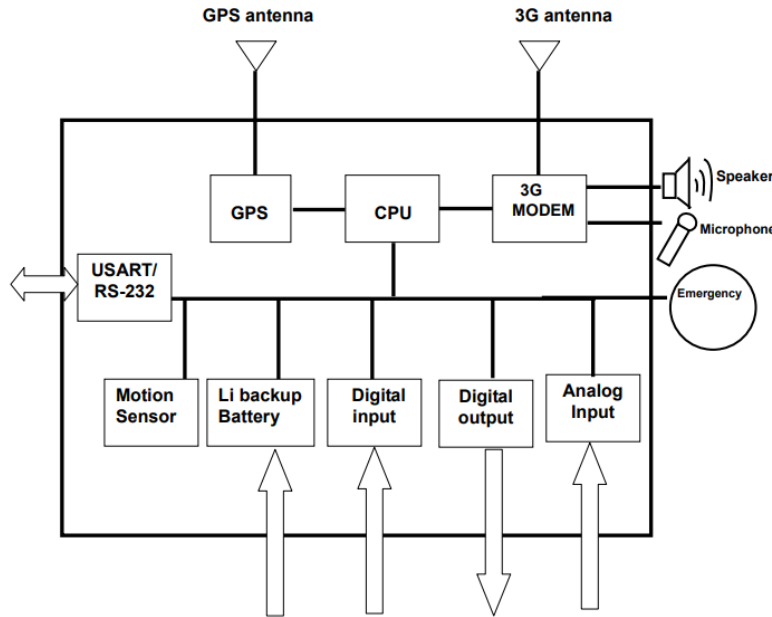 GPS antenna
3G antenna
GPS
CPU
3G
MODEM
Speaker
Microphone
USART/
RS-232
Emergency
Motion
Sensor
Li backup
Battery
Digital
input
Digital
output
Analog
Input